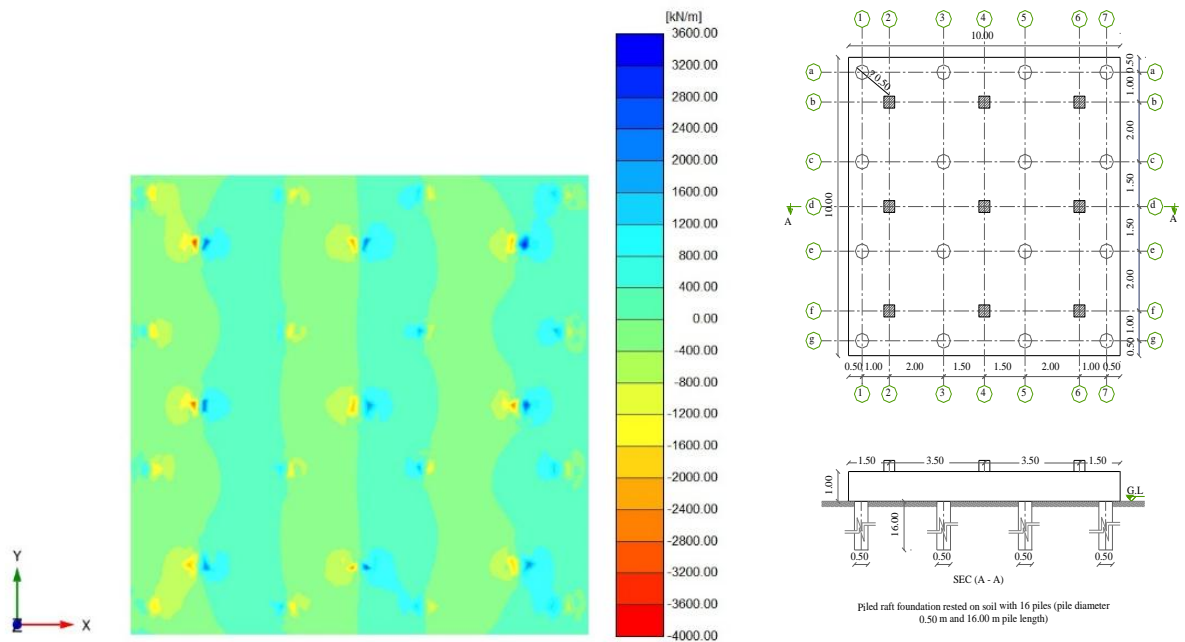 [kN/m]
3600.00
3200.00
2800.00
2400.00
2000.00
1600.00
1200.00
800.00
400.00
0.00
-400.00
-800.00
-1200.00
-1600.00
-2000.00
-2400.00
-2800.00
-3200.00
-3600.00
-4000.00
Y
Z
X
1 2 3 4 5 6 7
10.00
a a
0.50
0.50
1.00
b b
2.00
c c
1.50
d d
A A
10.00
1.50
e e
2.00
f f
1.00
g g
0.50
0.50 1.00 2.00 1.50 1.50 2.00 1.00 0.50
1 2 3 4 5 6 7
1.50 3.50 3.50 1.50
1.00
G.L
16.00
0.50 0.50 0.50 0.50
SEC (A - A)
Piled raft foundation rested on soil with 16 piles (pile diameter
0.50 m and 16.00 m pile length)